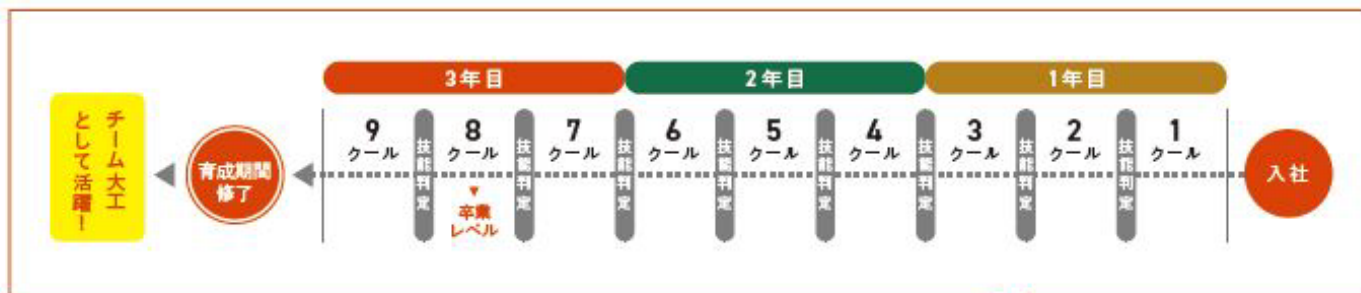 3年目
2年目
1年目
チーム大工
として活躍！
育成期間
修了
9
クール
技能判定
8
クール
▼
卒業
レベル
技能判定
7
クール
技能判定
6
クール
技能判定
5
クール
技能判定
4
クール
技能判定
3
クール
技能判定
2
クール
技能判定
1
クール
入社